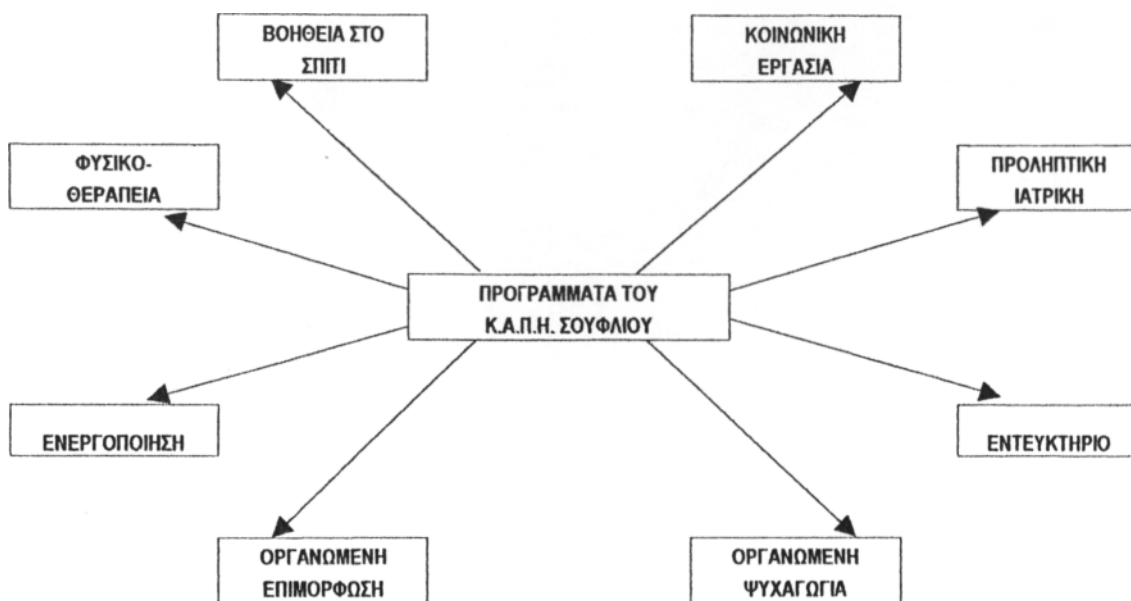 ΒΟΗΘΕΙΑ ΣΤΟ
ΣΠΙΤΙ
ΚΟΙΝΩΝΙΚΗ
ΕΡΓΑΣΙΑ
ΦΥΣΙΚΟ-
ΘΕΡΑΠΕΙΑ
ΠΡΟΛΗΠΤΙΚΗ
ΙΑΤΡΙΚΗ
ΠΡΟΓΡΑΜΜΑΤΑ ΤΟΥ
Κ.Α.Π.Η. ΣΟΥΦΛΙΟΥ
ΕΝΕΡΓΟΠΟΙΗΣΗ
ΕΝΤΕΥΚΤΗΡΙΟ
ΟΡΓΑΝΩΜΕΝΗ
ΕΠΙΜΟΡΦΩΣΗ
ΟΡΓΑΝΩΜΕΝΗ
ΨΥΧΑΓΩΓΙΑ